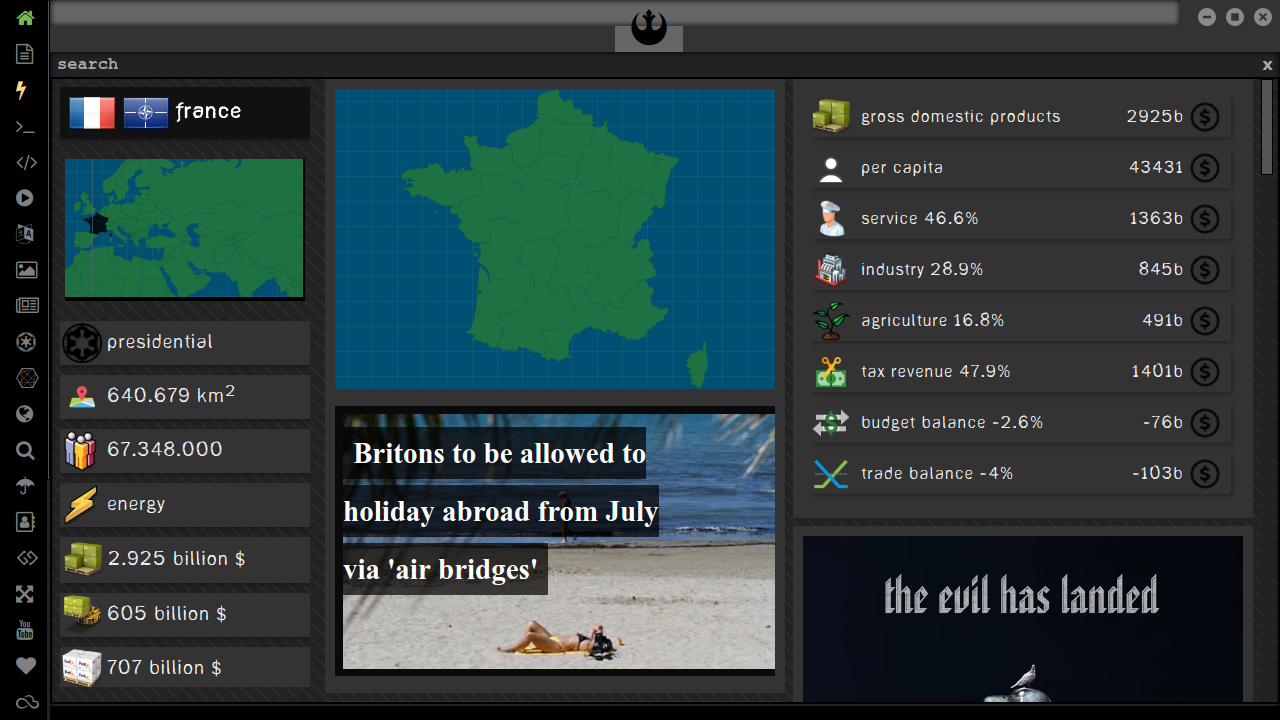 search
x
france
presidential
640.679 km²
67.348.000
energy
2.925 billion $
605 billion $
707 billion $
Britons to be allowed to
holiday abroad from July
via 'air bridges'
gross domestic products 2925b
per capita 43431
service 46.6% 1363b
industry 28.9% 845b
agriculture 16.8% 491b
tax revenue 47.9% 1401b
budget balance -2.6% -76b
trade balance -4% -103b
the evil has landed
You
Tube